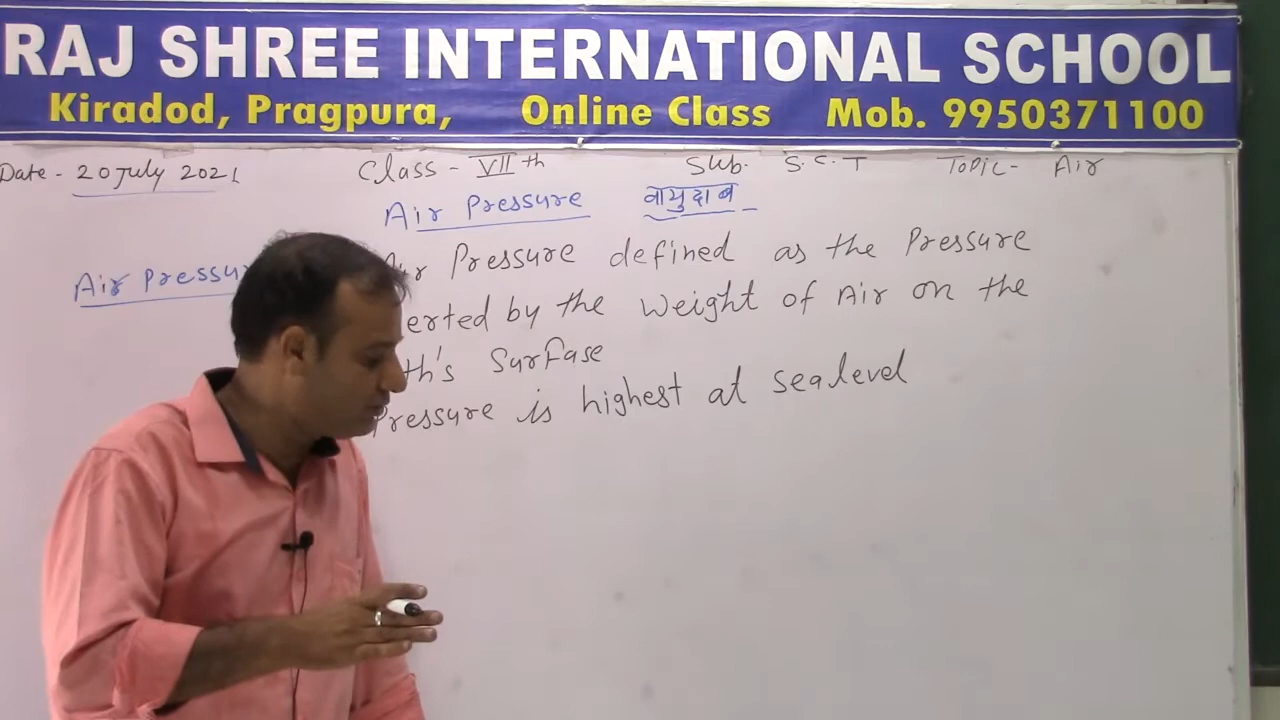 RAJ SHREE INTERNATIONAL SCHOOL
Kiradod, Pragpura, Online Class Mob. 9950371100
Date - 20 July 2021 Class - VII th Sub. S.C.T Topic - Air
Air Pressure वायुदाब
Air Pressure defined as the Pressure
Air Pressu
erted by the Weight of Air on the
th's Surfase
Pressure is highest at sealevel